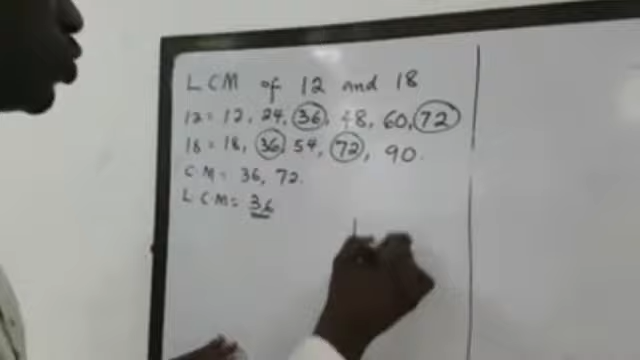 LCM of 12 and 18
12 = 12, 24, 36, 48, 60, 72
18 = 18, 36, 54, 72, 90.
CM = 36, 72.
LCM = 36